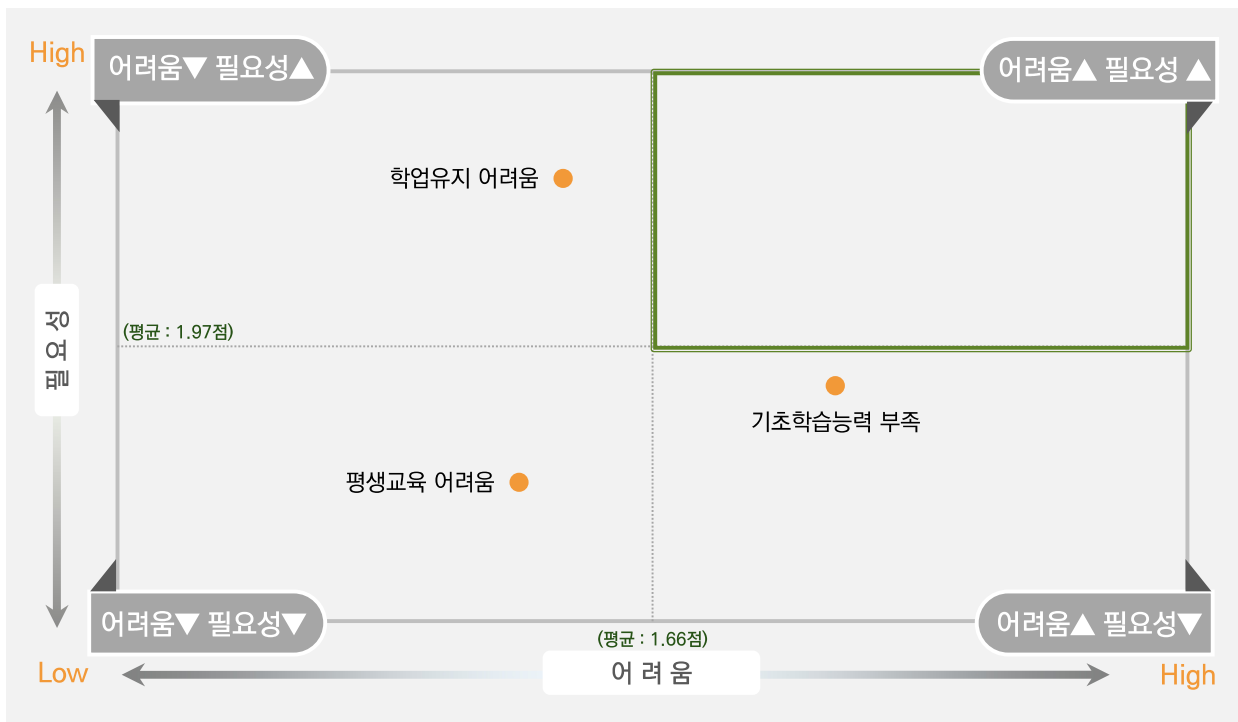 High
어려움▼ 필요성▲
어려움▲ 필요성 ▲
학업유지 어려움
(평균 : 1.97점)
필요성
기초학습능력 부족
평생교육 어려움
어려움▼ 필요성▼
어려움▲ 필요성▼
(평균 : 1.66점)
어 려 움
Low
High